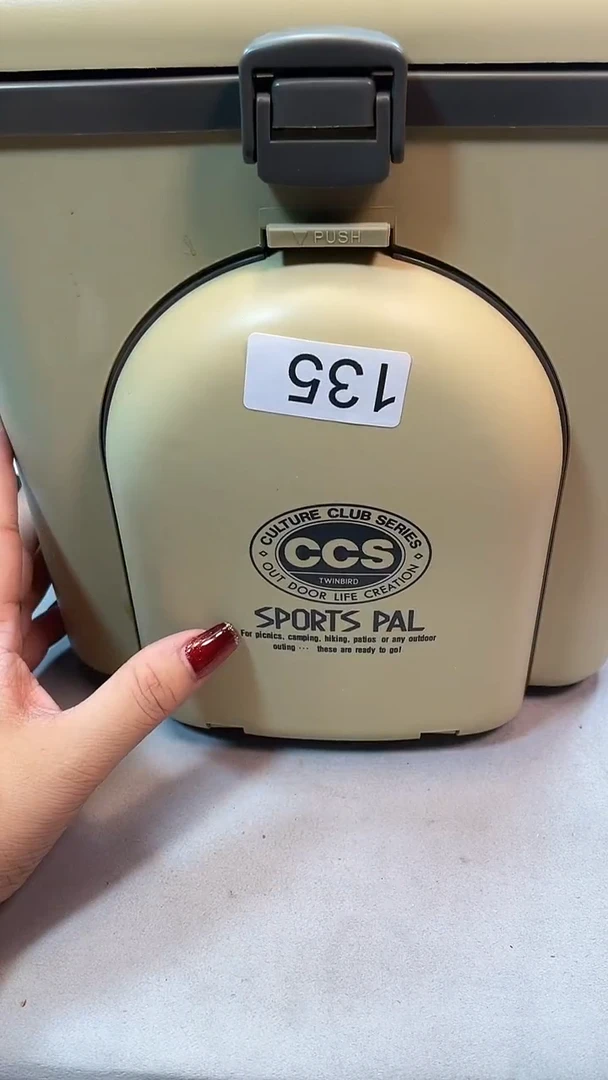 PUSH
135
CULTURE CLUB SERIES
CCS
TWINBIRD
OUT DOOR LIFE CREATION
SPORTS PAL
For picnics, camping, hiking, patios or any outdoor
outing ··· these are ready to go!